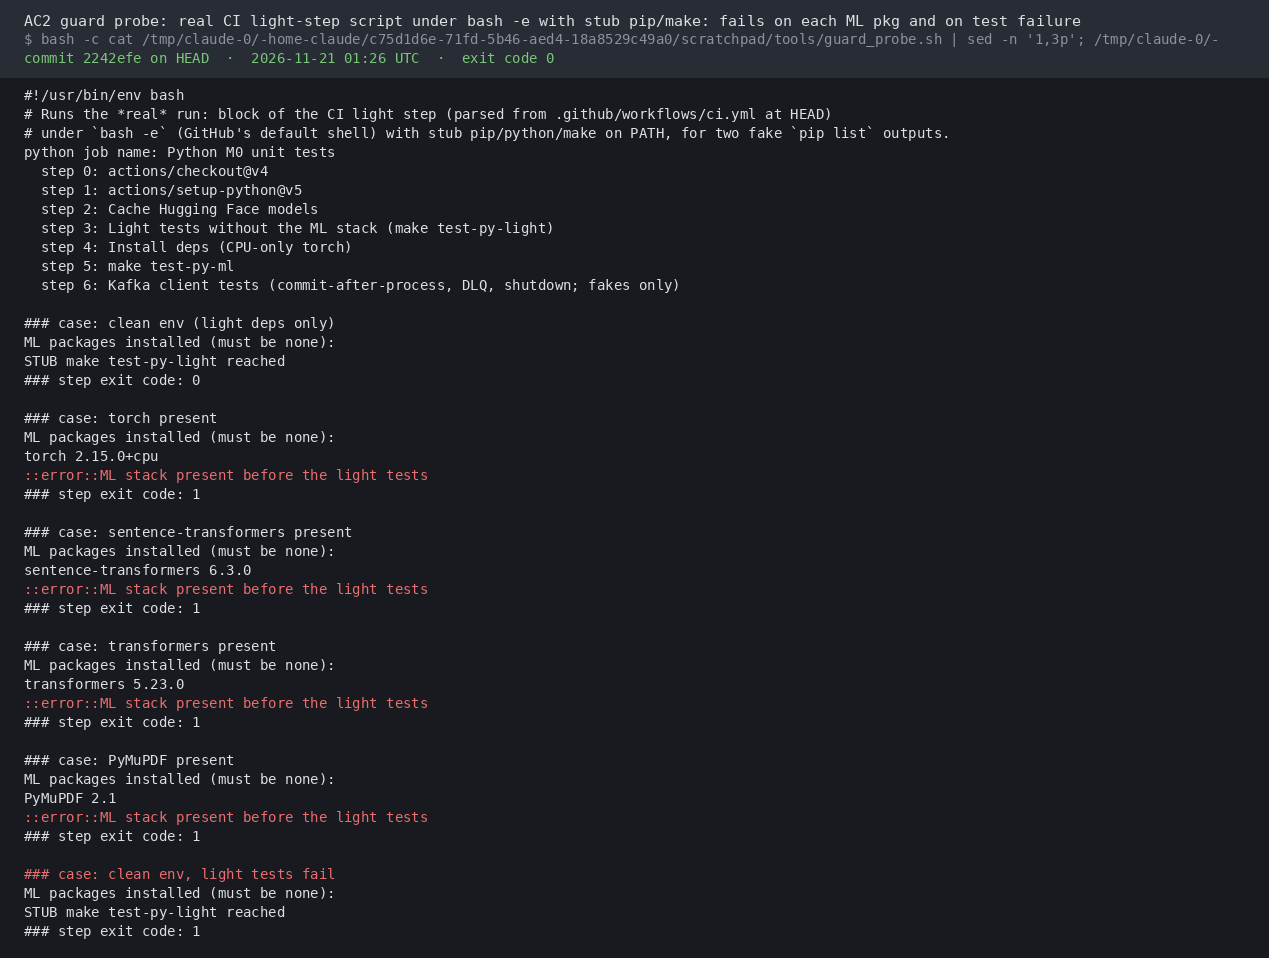 AC2 guard probe: real CI light-step script under bash -e with stub pip/make: fails on each ML pkg and on test failure
$ bash -c cat /tmp/claude-0/-home-claude/c75d1d6e-71fd-5b46-aed4-18a8529c49a0/scratchpad/tools/guard_probe.sh | sed -n '1,3p'; /tmp/claude-0/-
commit 2242efe on HEAD · 2026-11-21 01:26 UTC · exit code 0
#!/usr/bin/env bash
# Runs the *real* run: block of the CI light step (parsed from .github/workflows/ci.yml at HEAD)
# under `bash -e` (GitHub's default shell) with stub pip/python/make on PATH, for two fake `pip list` outputs.
python job name: Python M0 unit tests
  step 0: actions/checkout@v4
  step 1: actions/setup-python@v5
  step 2: Cache Hugging Face models
  step 3: Light tests without the ML stack (make test-py-light)
  step 4: Install deps (CPU-only torch)
  step 5: make test-py-ml
  step 6: Kafka client tests (commit-after-process, DLQ, shutdown; fakes only)
### case: clean env (light deps only)
ML packages installed (must be none):
STUB make test-py-light reached
### step exit code: 0
### case: torch present
ML packages installed (must be none):
torch 2.15.0+cpu
::error::ML stack present before the light tests
### step exit code: 1
### case: sentence-transformers present
ML packages installed (must be none):
sentence-transformers 6.3.0
::error::ML stack present before the light tests
### step exit code: 1
### case: transformers present
ML packages installed (must be none):
transformers 5.23.0
::error::ML stack present before the light tests
### step exit code: 1
### case: PyMuPDF present
ML packages installed (must be none):
PyMuPDF 2.1
::error::ML stack present before the light tests
### step exit code: 1
### case: clean env, light tests fail
ML packages installed (must be none):
STUB make test-py-light reached
### step exit code: 1